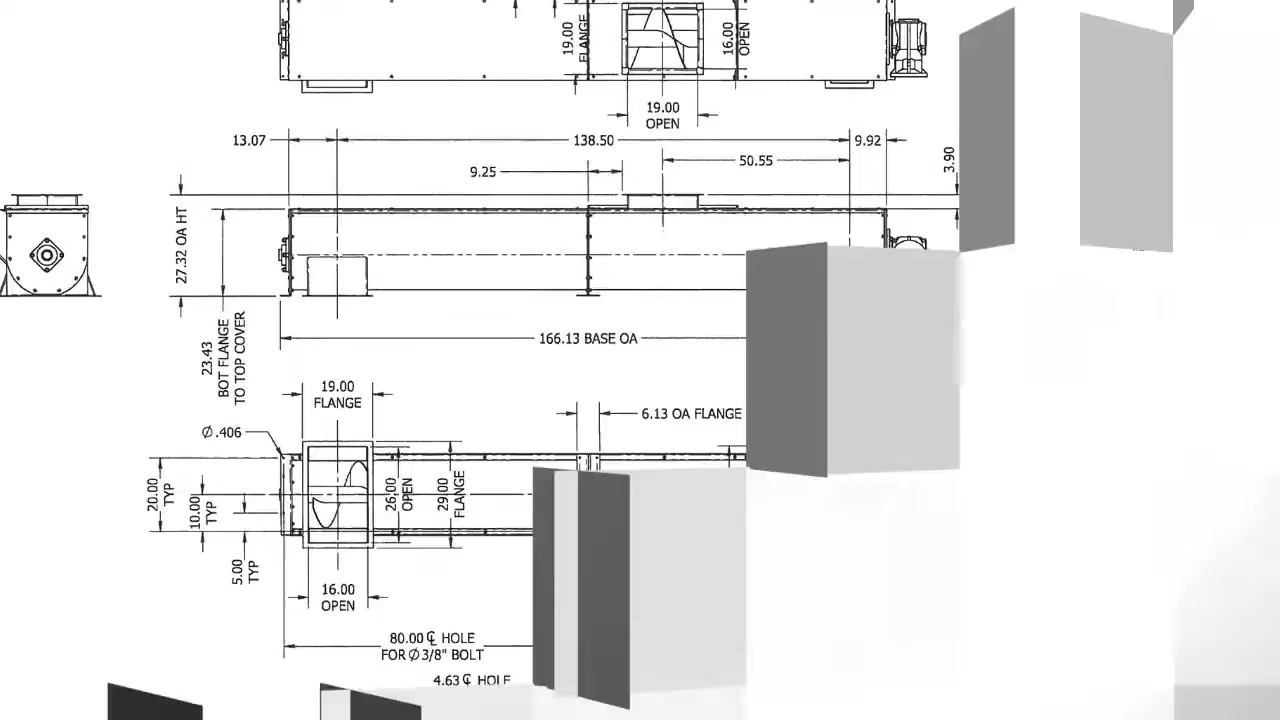 19.00
FLANGE
16.00
OPEN
19.00
OPEN
13.07
138.50
9.92
50.55
9.25
3.90
27.32 OA HT
23.43
BOT FLANGE
TO TOP COVER
166.13 BASE OA
19.00
FLANGE
6.13 OA FLANGE
Ø.406
20.00
TYP
10.00
TYP
26.00
OPEN
29.00
FLANGE
5.00
TYP
16.00
OPEN
80.00 ℄ HOLE
FOR Ø 3/8" BOLT
4.63 ℄ HOLE